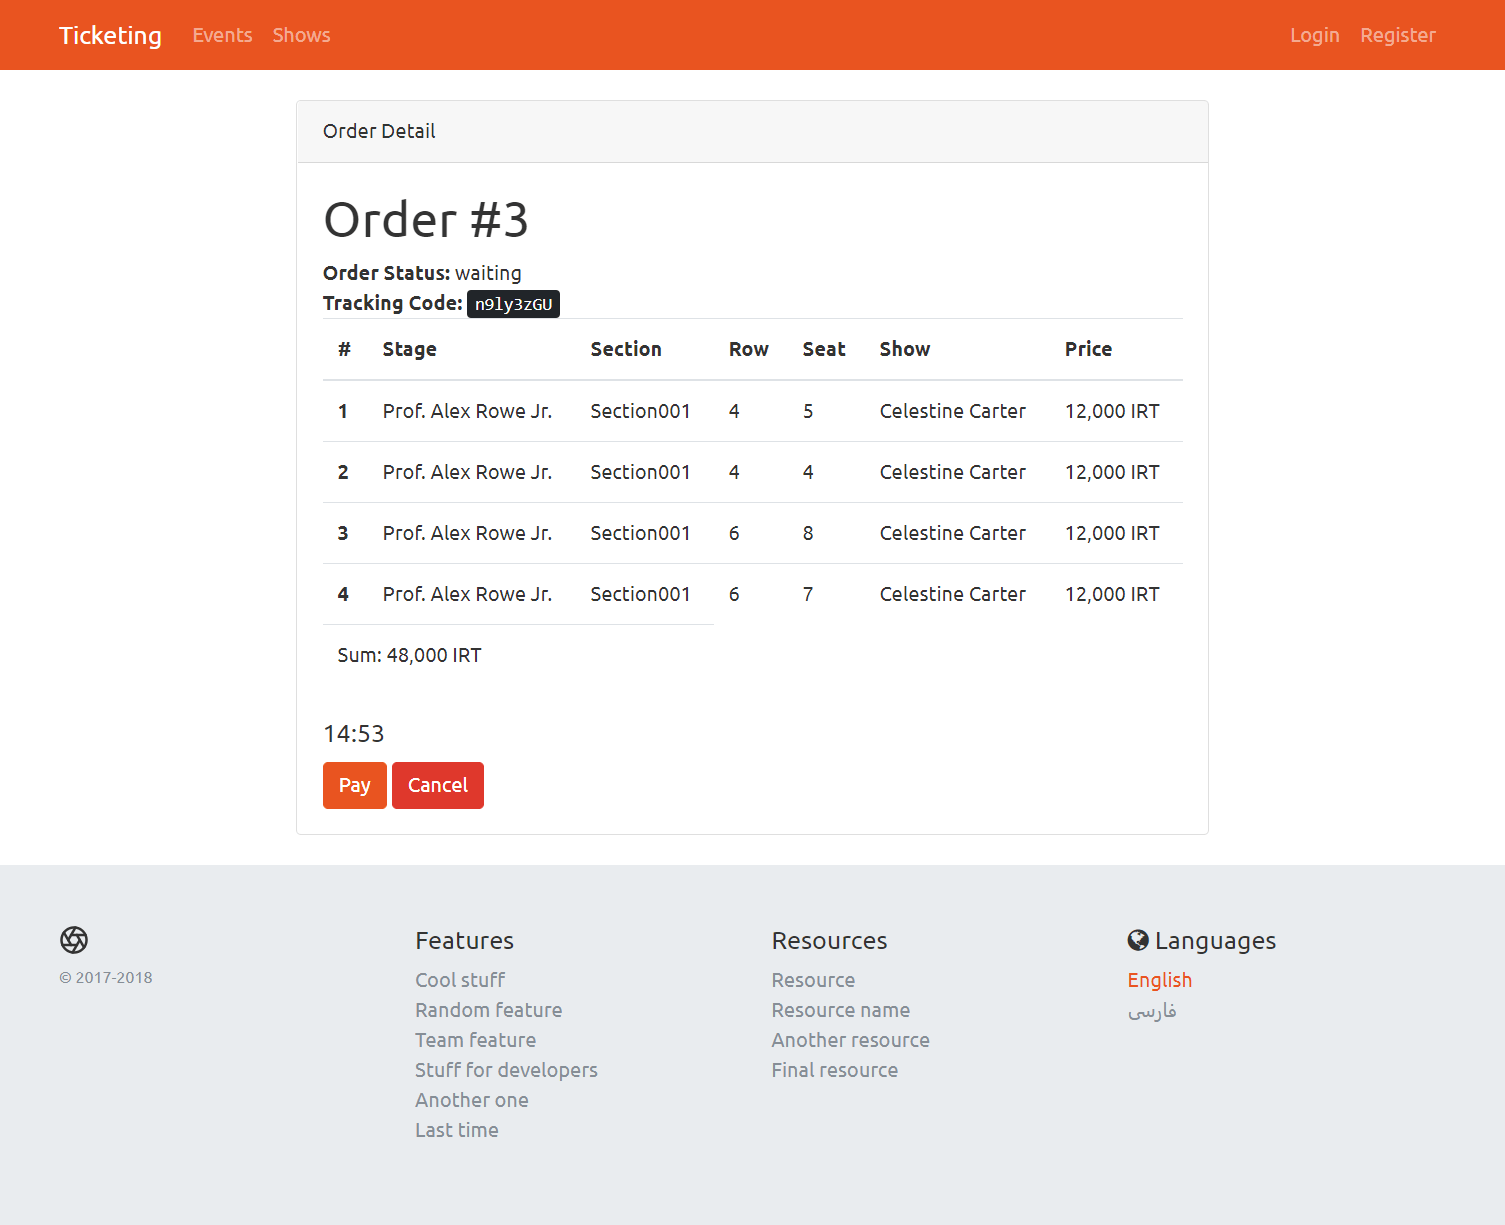 Ticketing Events Shows Login Register
Order Detail
Order #3
Order Status: waiting
Tracking Code: n9ly3zGU
# Stage Section Row Seat Show Price
1 Prof. Alex Rowe Jr. Section001 4 5 Celestine Carter 12,000 IRT
2 Prof. Alex Rowe Jr. Section001 4 4 Celestine Carter 12,000 IRT
3 Prof. Alex Rowe Jr. Section001 6 8 Celestine Carter 12,000 IRT
4 Prof. Alex Rowe Jr. Section001 6 7 Celestine Carter 12,000 IRT
Sum: 48,000 IRT
14:53
Pay Cancel
© 2017-2018
Features
Cool stuff
Random feature
Team feature
Stuff for developers
Another one
Last time
Resources
Resource
Resource name
Another resource
Final resource
Languages
English
فارسی